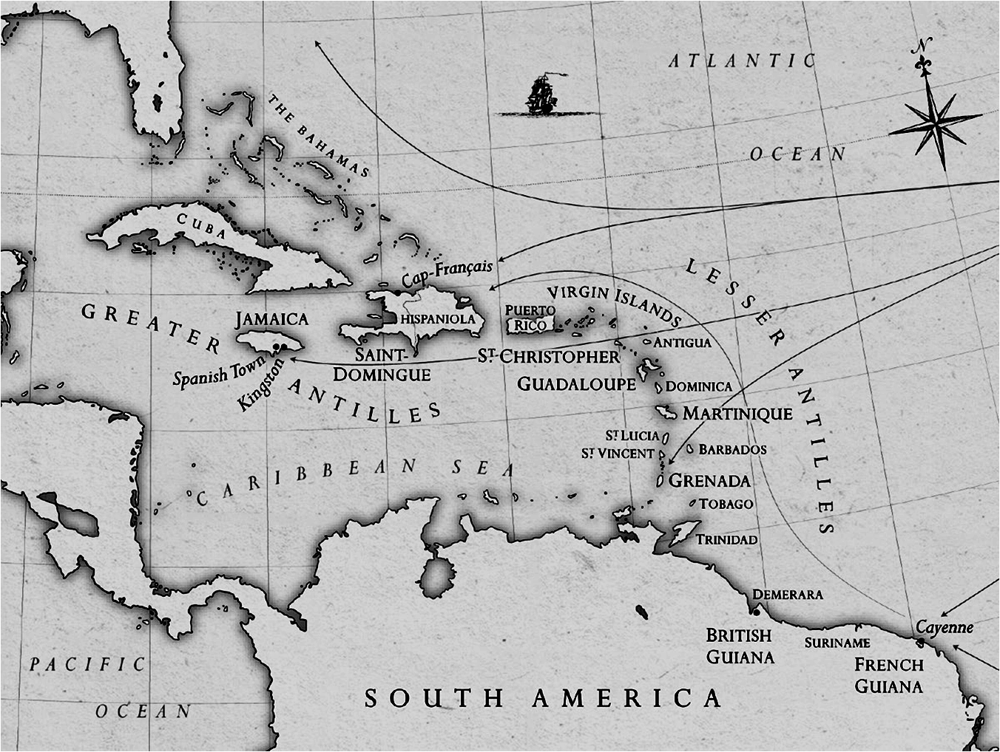 N
ATLANTIC
OCEAN
THE BAHAMAS
CUBA
Cap-Français
HISPANIOLA
PUERTO
RICO
VIRGIN ISLANDS
LESSER ANTILLES
GREATER ANTILLES
JAMAICA
Spanish Town
Kingston
SAINT-
DOMINGUE
ST. CHRISTOPHER
ANTIGUA
GUADALOUPE
DOMINICA
MARTINIQUE
ST. LUCIA
ST. VINCENT
BARBADOS
GRENADA
TOBAGO
TRINIDAD
CARIBBEAN SEA
DEMERARA
BRITISH
GUIANA
SURINAME
Cayenne
FRENCH
GUIANA
PACIFIC
OCEAN
SOUTH AMERICA